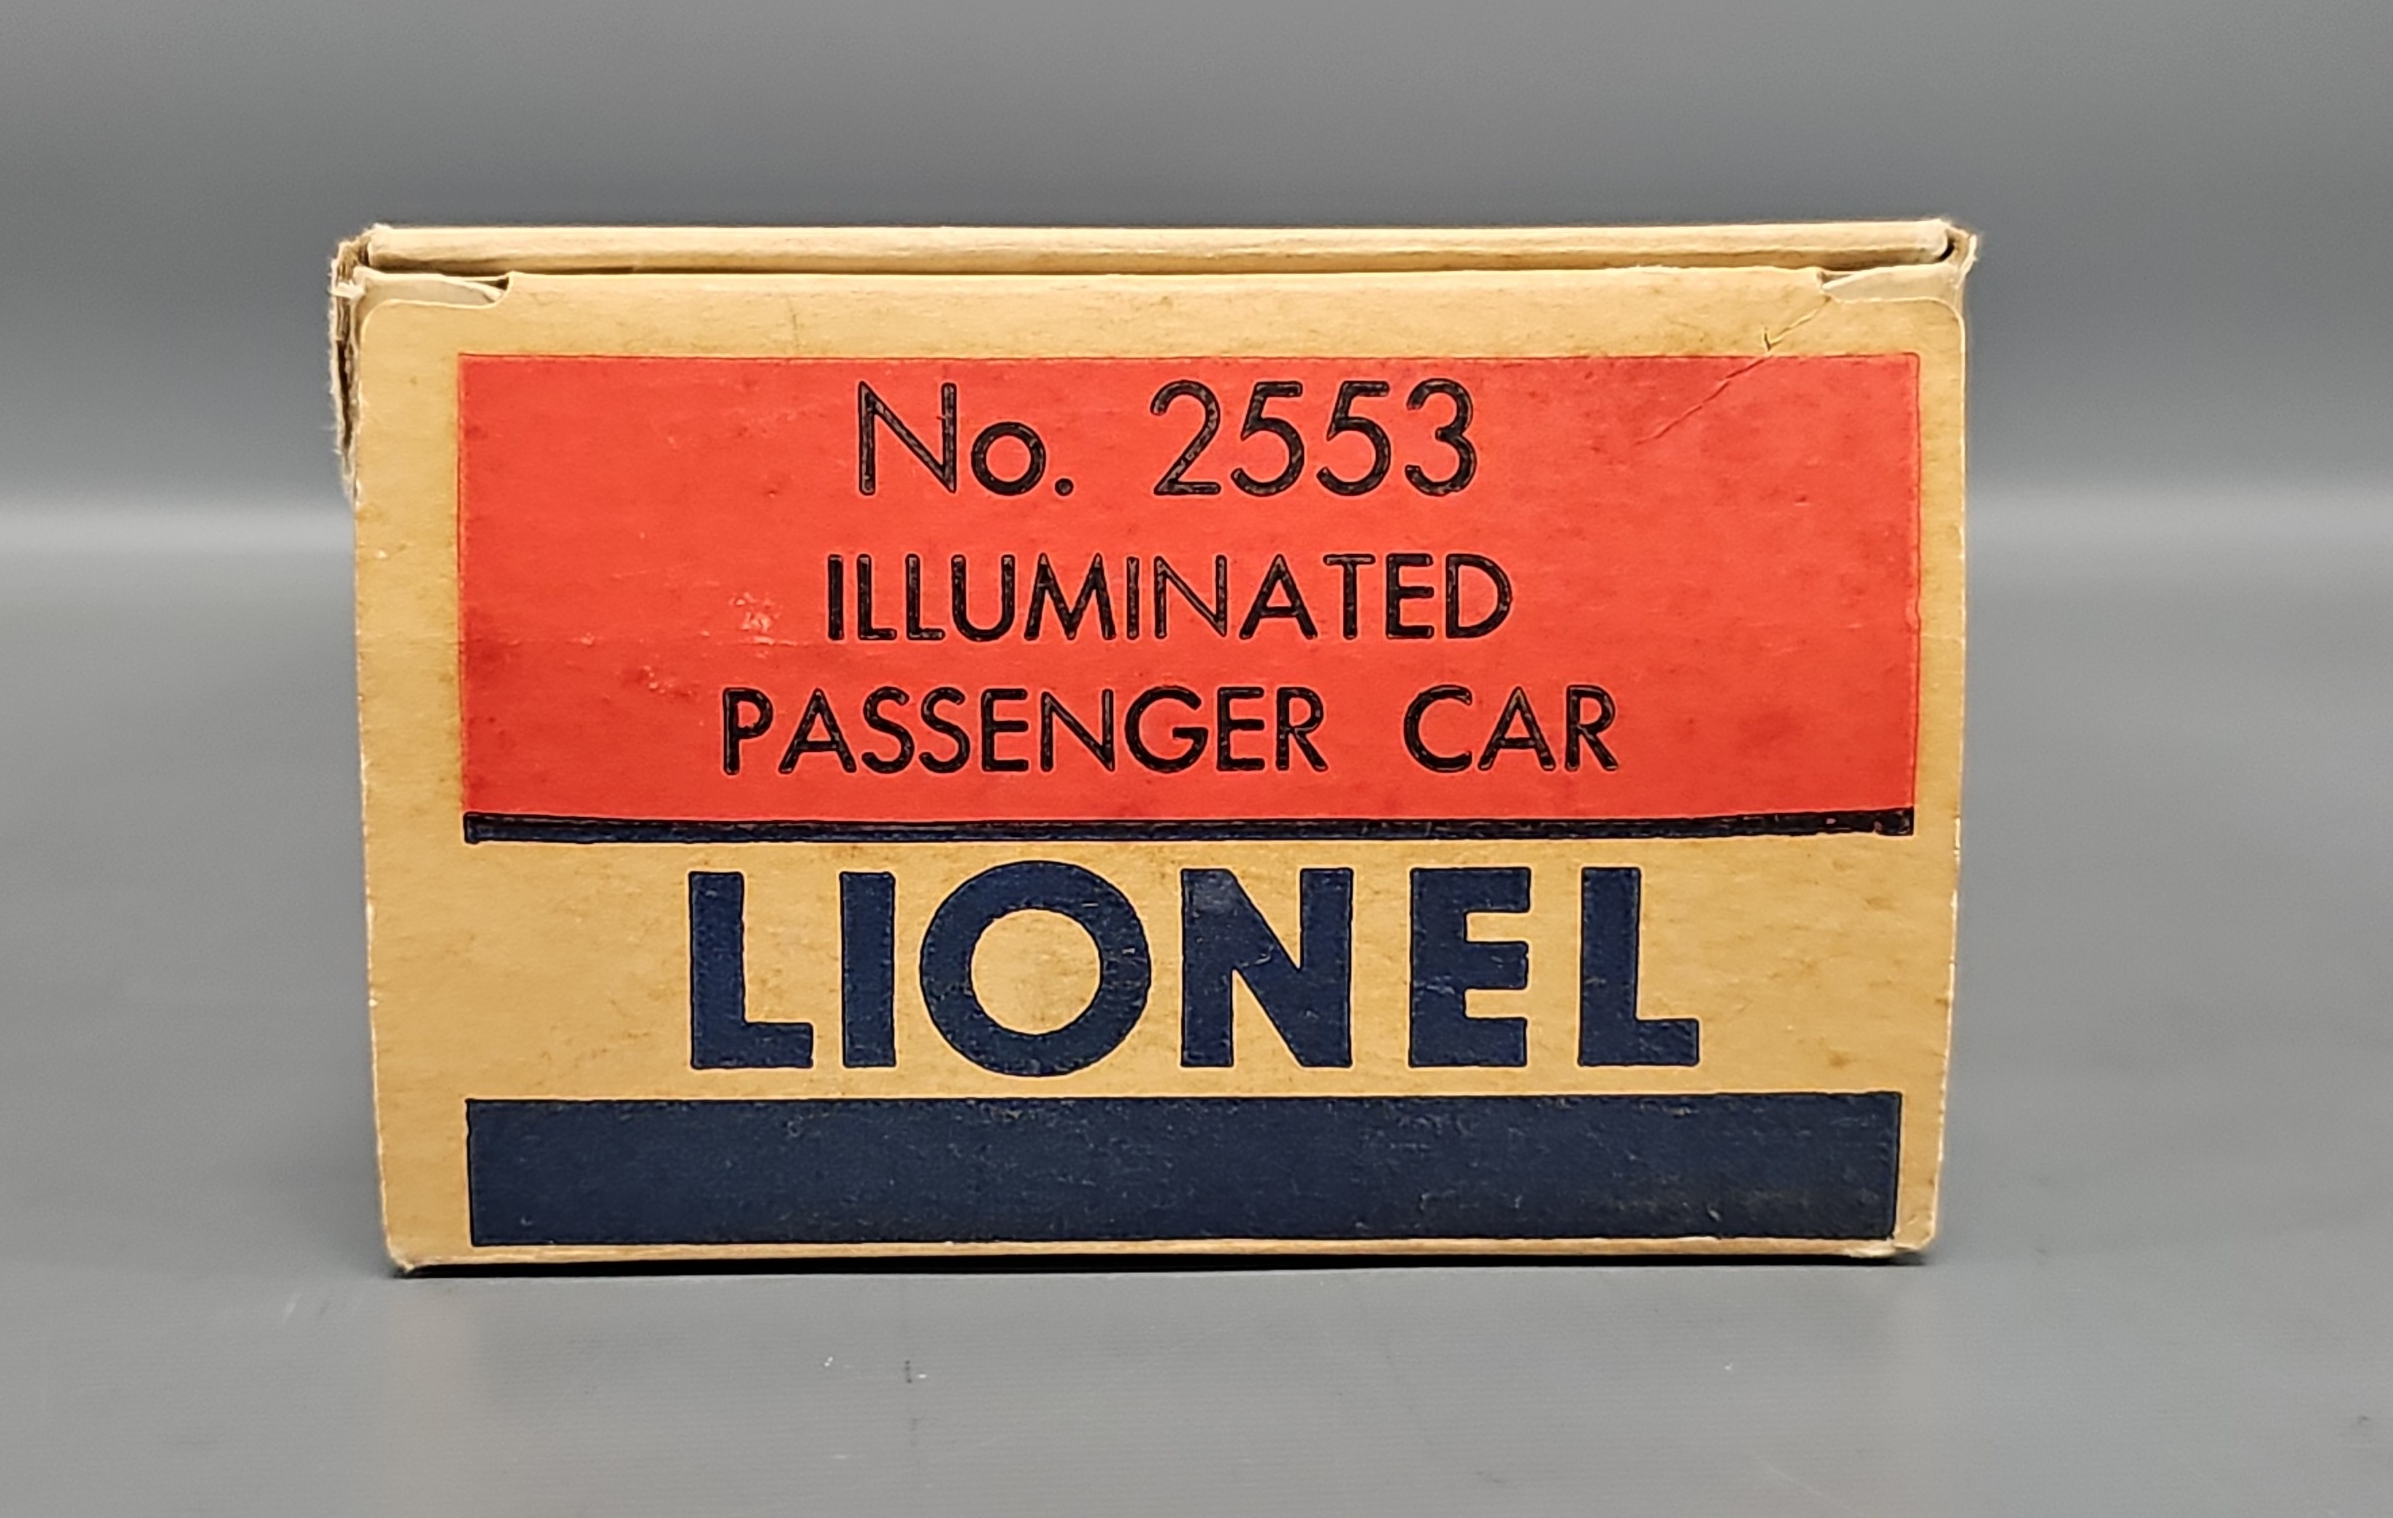 No. 2553
ILLUMINATED
PASSENGER CAR
LIONEL